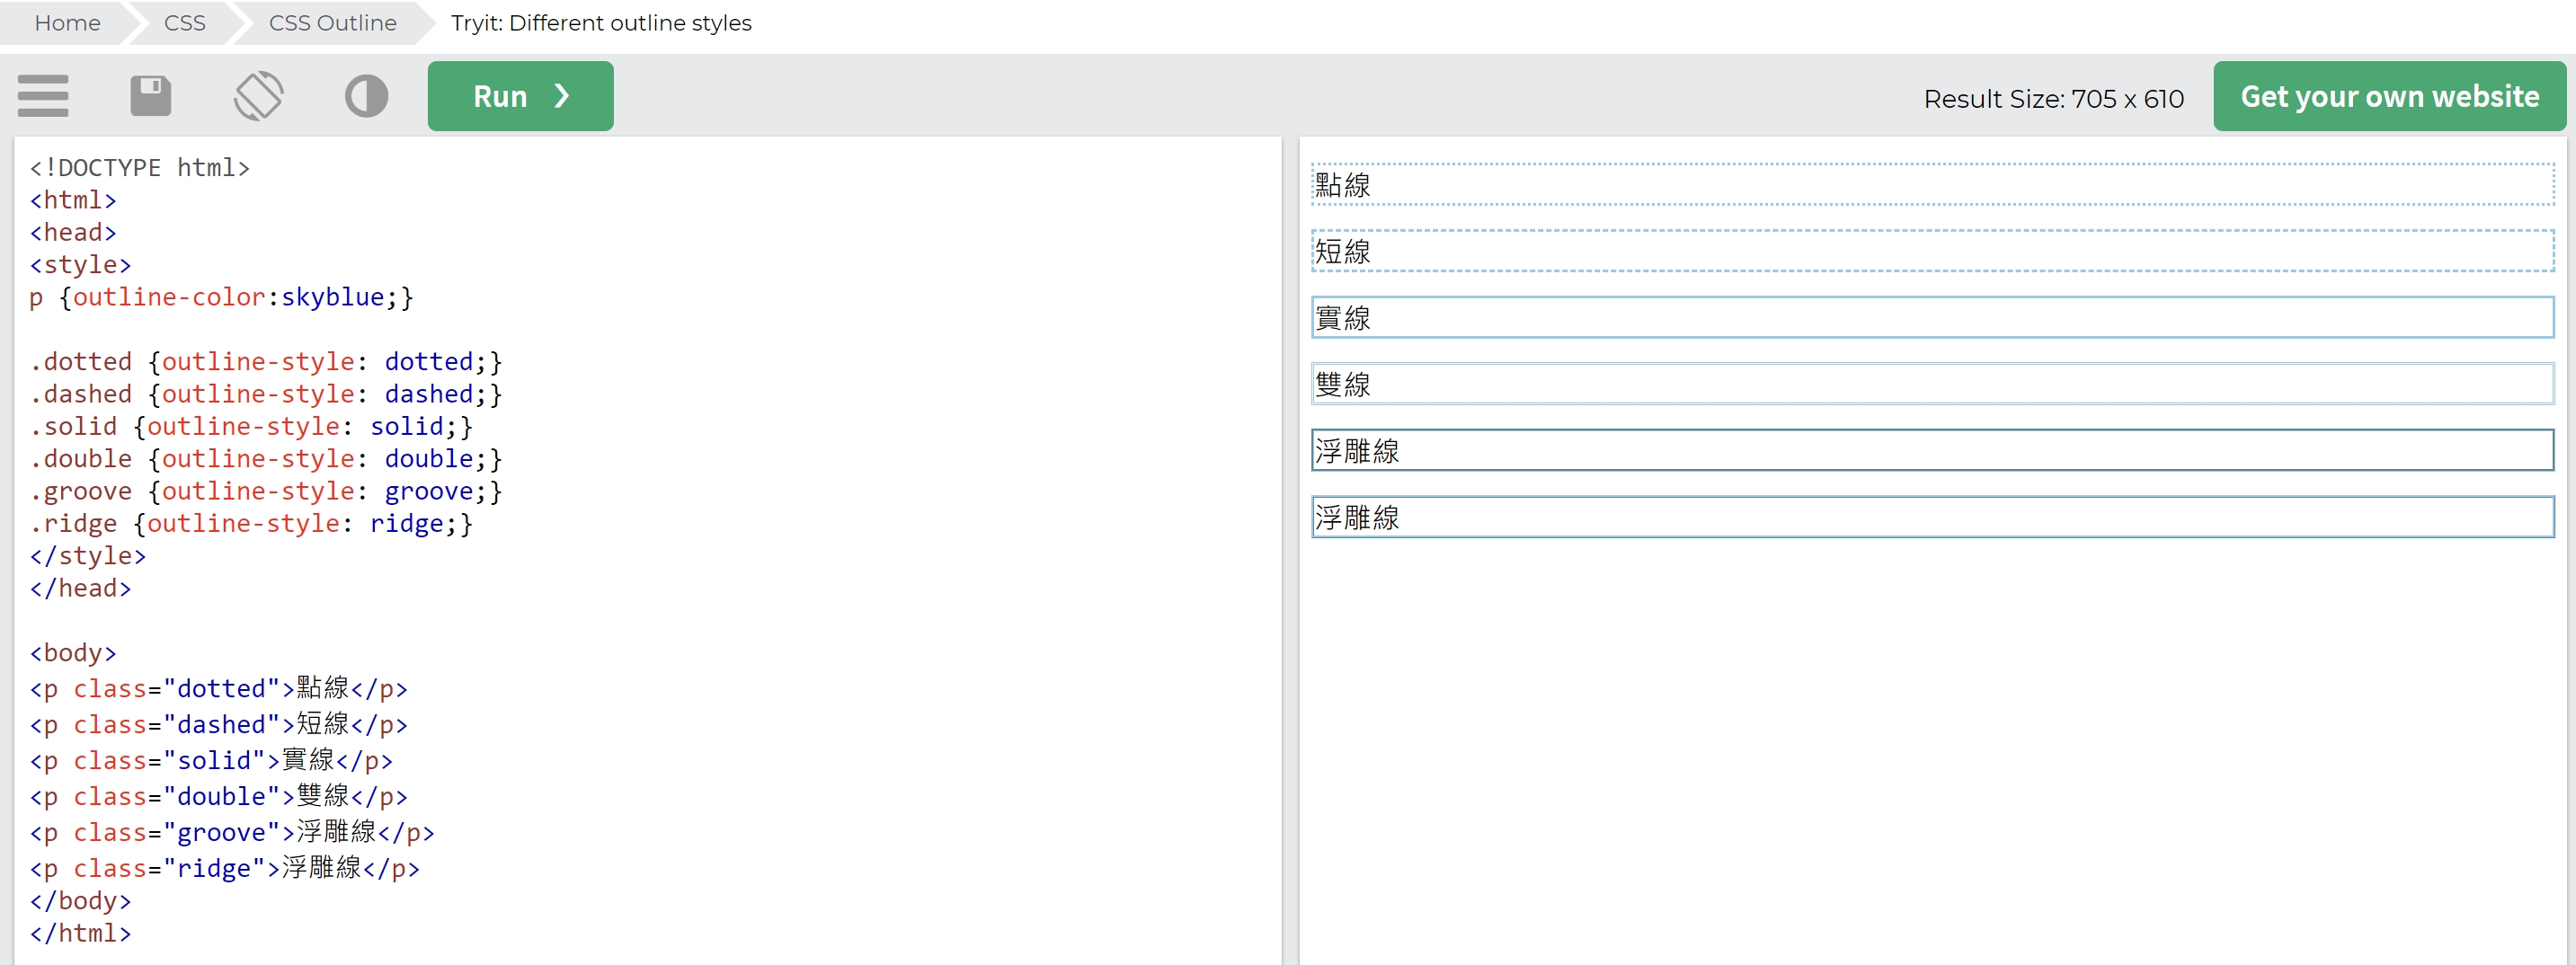 Home CSS CSS Outline Tryit: Different outline styles
Run ❯ Result Size: 705 x 610 Get your own website
<!DOCTYPE html>
<html>
<head>
<style>
p {outline-color:skyblue;}
.dotted {outline-style: dotted;}
.dashed {outline-style: dashed;}
.solid {outline-style: solid;}
.double {outline-style: double;}
.groove {outline-style: groove;}
.ridge {outline-style: ridge;}
</style>
</head>
<body>
<p class="dotted">點線</p>
<p class="dashed">短線</p>
<p class="solid">實線</p>
<p class="double">雙線</p>
<p class="groove">浮雕線</p>
<p class="ridge">浮雕線</p>
</body>
</html>
點線
短線
實線
雙線
浮雕線
浮雕線